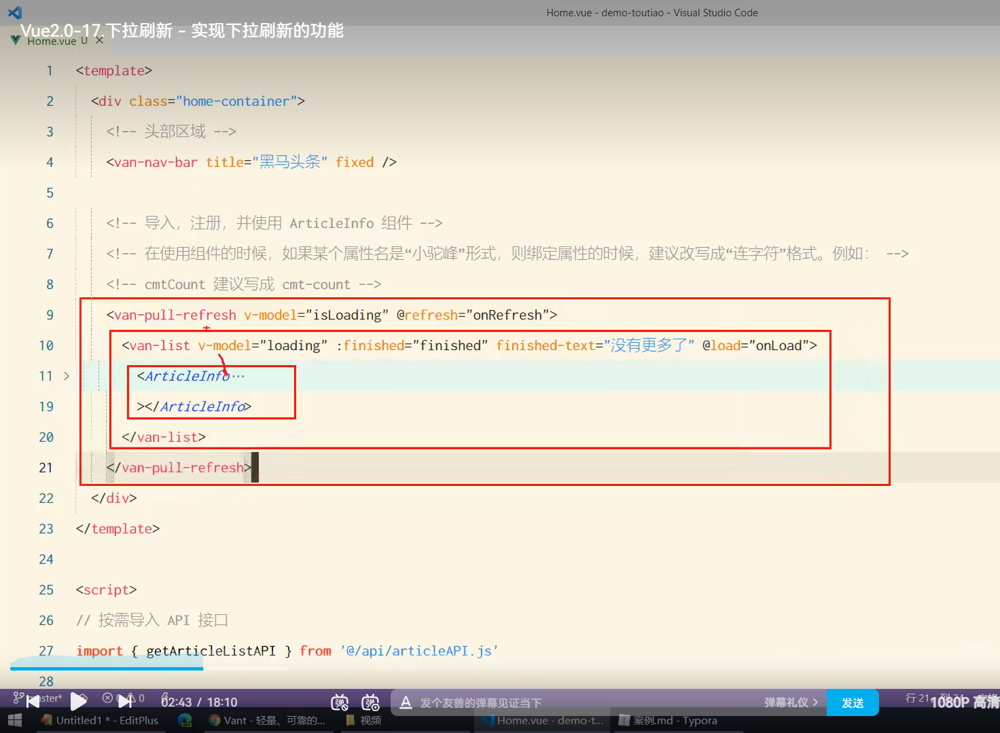 Home.vue - demo-toutiao - Visual Studio Code
Vue2.0-17.下拉刷新 - 实现下拉刷新的功能
Home.vue U
1 <template>
2 <div class="home-container">
3 <!-- 头部区域 -->
4 <van-nav-bar title="黑马头条" fixed />
5
6 <!-- 导入，注册，并使用 ArticleInfo 组件 -->
7 <!-- 在使用组件的时候，如果某个属性名是“小驼峰”形式，则绑定属性的时候，建议改写成“连字符”格式。例如： -->
8 <!-- cmtCount 建议写成 cmt-count -->
9 <van-pull-refresh v-model="isLoading" @refresh="onRefresh">
10 <van-list v-model="loading" :finished="finished" finished-text="没有更多了" @load="onLoad">
11 <ArticleInfo···
19 ></ArticleInfo>
20 </van-list>
21 </van-pull-refresh>
22 </div>
23 </template>
24
25 <script>
26 // 按需导入 API 接口
27 import { getArticleListAPI } from '@/api/articleAPI.js'
28
master* 0 0
02:43 / 18:10
弹 弹
发个友善的弹幕见证当下
弹幕礼仪 >
发送
行 21
1080P 高清
Untitled1 * - EditPlus
Vant - 轻量、可靠的...
视频
Home.vue - demo-t...
案例.md - Typora